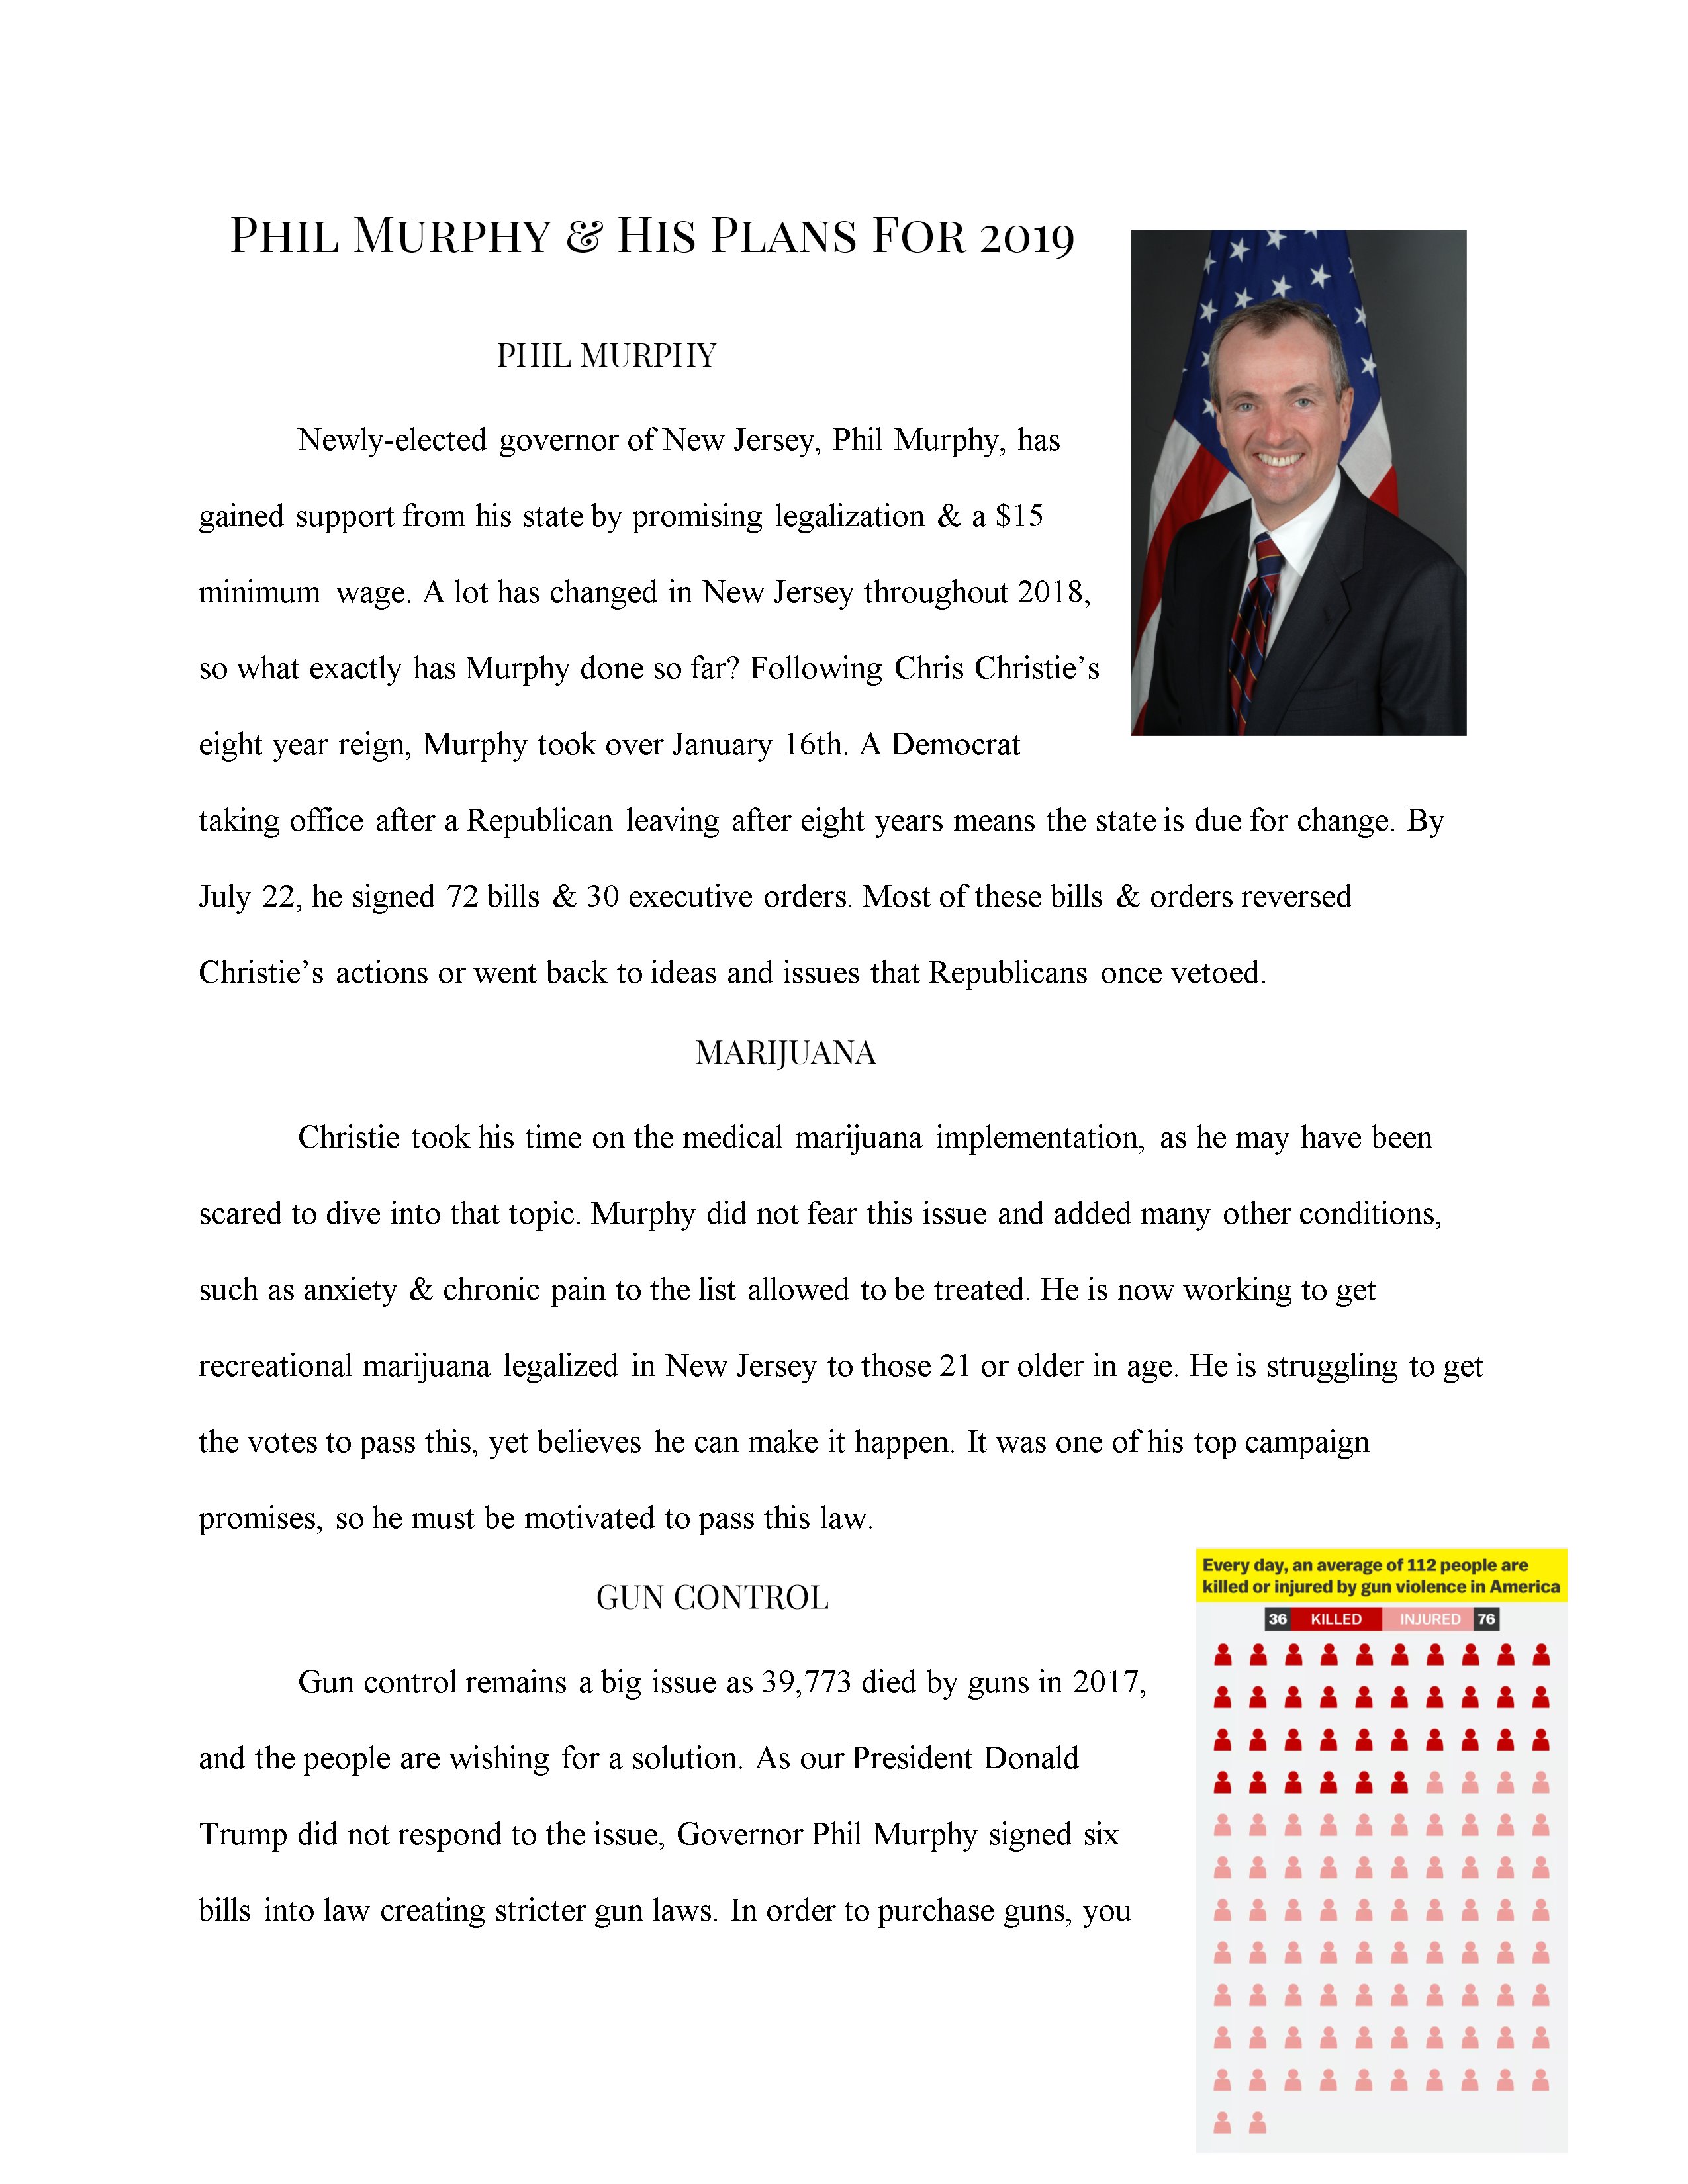 PHIL MURPHY & HIS PLANS FOR 2019
PHIL MURPHY
Newly-elected governor of New Jersey, Phil Murphy, has
gained support from his state by promising legalization & a $15
minimum wage. A lot has changed in New Jersey throughout 2018,
so what exactly has Murphy done so far? Following Chris Christie’s
eight year reign, Murphy took over January 16th. A Democrat
taking office after a Republican leaving after eight years means the state is due for change. By
July 22, he signed 72 bills & 30 executive orders. Most of these bills & orders reversed
Christie’s actions or went back to ideas and issues that Republicans once vetoed.
MARIJUANA
Christie took his time on the medical marijuana implementation, as he may have been
scared to dive into that topic. Murphy did not fear this issue and added many other conditions,
such as anxiety & chronic pain to the list allowed to be treated. He is now working to get
recreational marijuana legalized in New Jersey to those 21 or older in age. He is struggling to get
the votes to pass this, yet believes he can make it happen. It was one of his top campaign
promises, so he must be motivated to pass this law.
GUN CONTROL
Gun control remains a big issue as 39,773 died by guns in 2017,
and the people are wishing for a solution. As our President Donald
Trump did not respond to the issue, Governor Phil Murphy signed six
bills into law creating stricter gun laws. In order to purchase guns, you
Every day, an average of 112 people are
killed or injured by gun violence in America
36 KILLED INJURED 76